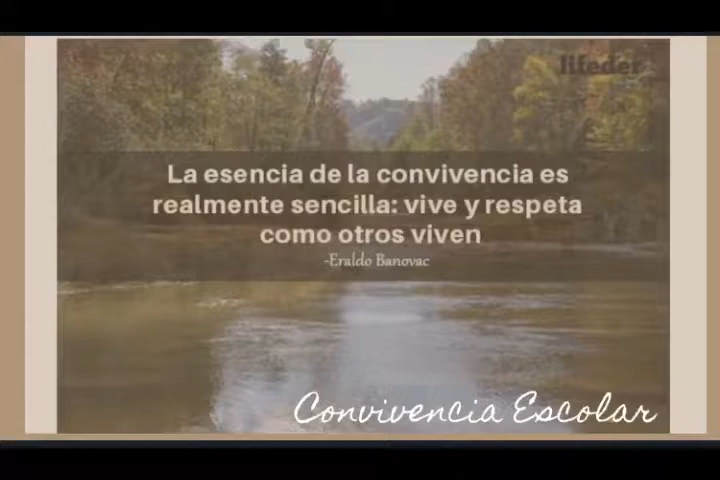 lifeder
La esencia de la convivencia es
realmente sencilla: vive y respeta
como otros viven
-Eraldo Banovac
Convivencia Escolar